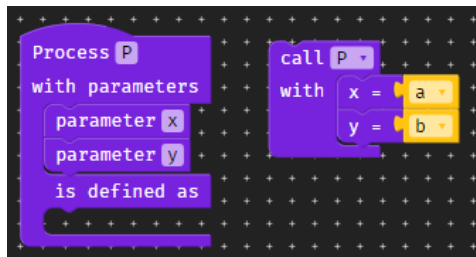 Process P
with parameters
parameter x
parameter y
is defined as
call P
with x = a
y = b